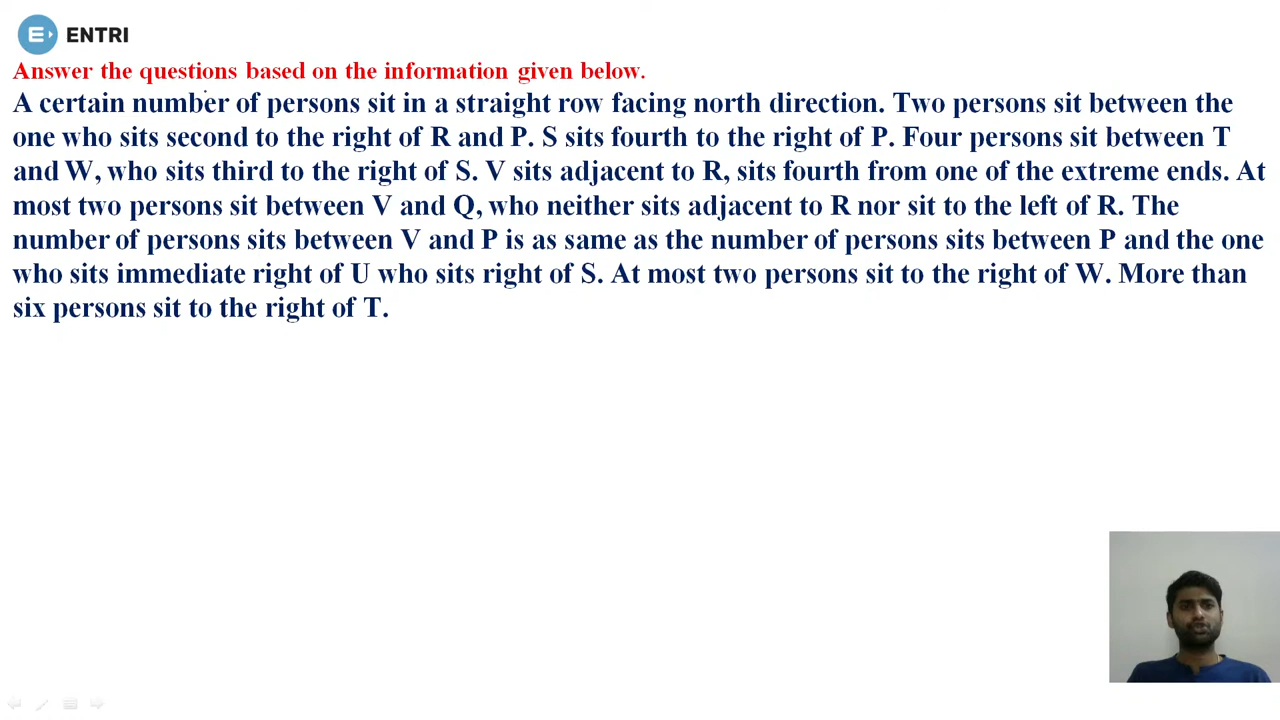 ENTRI
Answer the questions based on the information given below.
A certain number of persons sit in a straight row facing north direction. Two persons sit between the
one who sits second to the right of R and P. S sits fourth to the right of P. Four persons sit between T
and W, who sits third to the right of S. V sits adjacent to R, sits fourth from one of the extreme ends. At
most two persons sit between V and Q, who neither sits adjacent to R nor sit to the left of R. The
number of persons sits between V and P is as same as the number of persons sits between P and the one
who sits immediate right of U who sits right of S. At most two persons sit to the right of W. More than
six persons sit to the right of T.